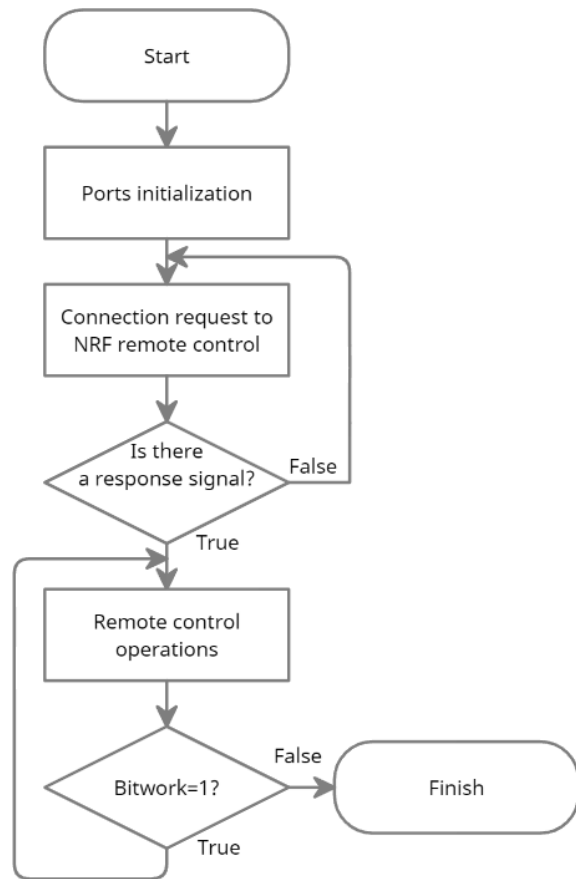 Start
Ports initialization
Connection request to
NRF remote control
Is there
a response signal?
False
True
Remote control
operations
False
Bitwork=1?
Finish
True